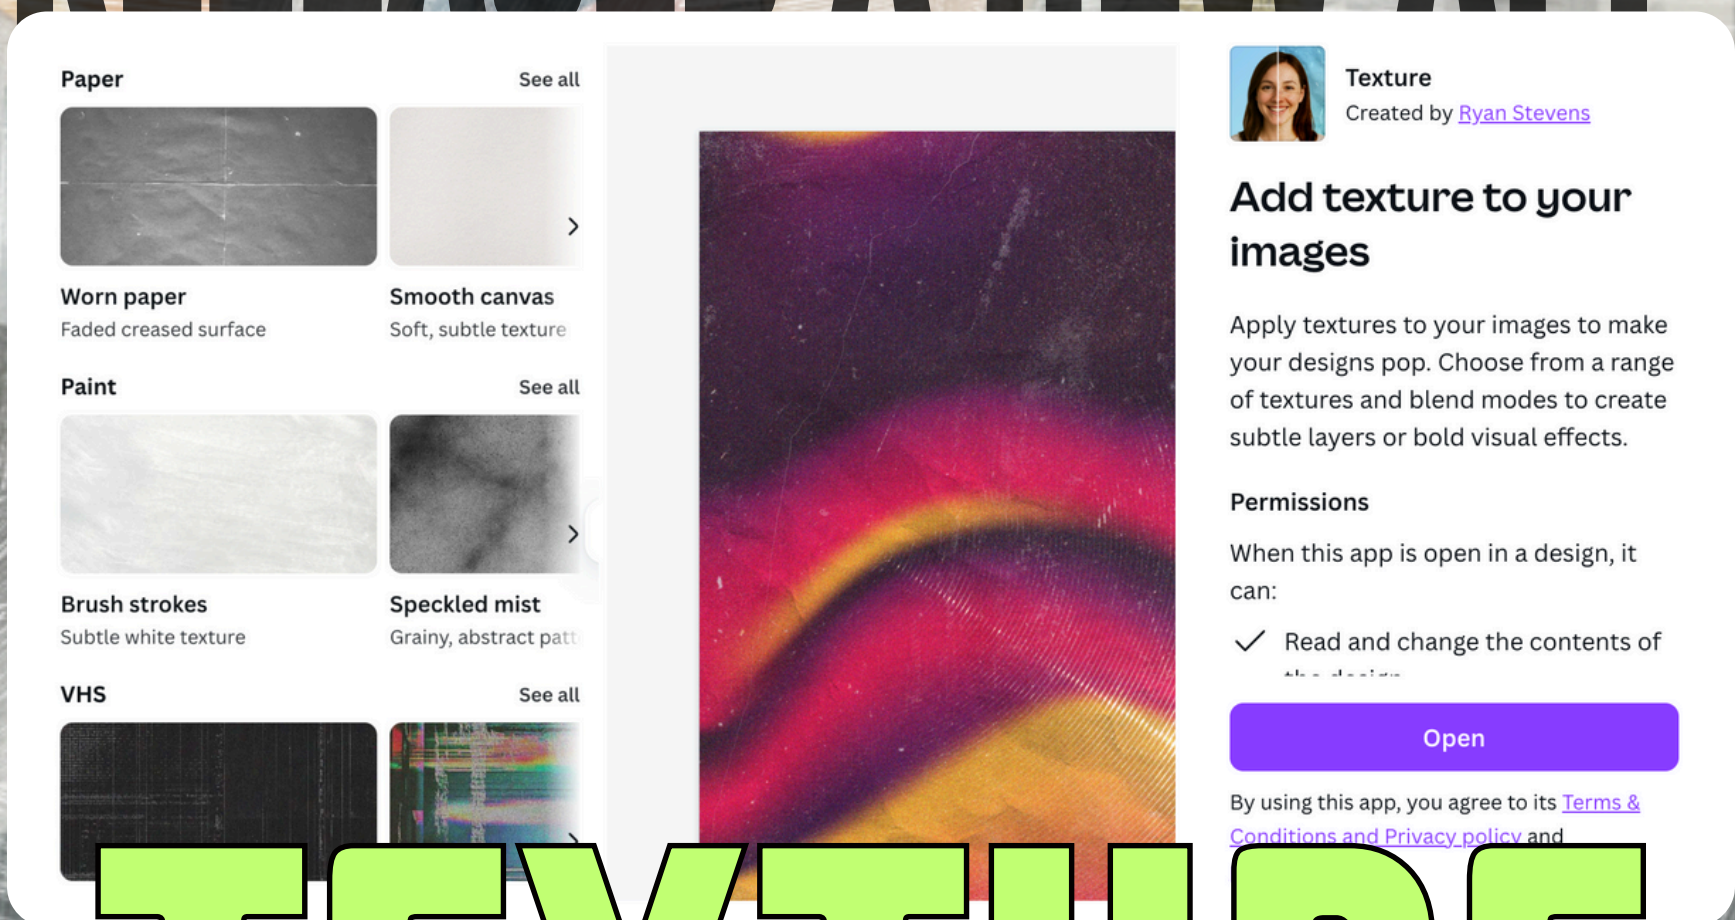 Paper
See all
Worn paper
Faded creased surface
Smooth canvas
Soft, subtle texture
Paint
See all
Brush strokes
Subtle white texture
Speckled mist
Grainy, abstract
VHS
See all
Texture
Created by Ryan Stevens
Add texture to your
images
Apply textures to your images to make
your designs pop. Choose from a range
of textures and blend modes to create
subtle layers or bold visual effects.
Permissions
When this app is open in a design, it
can:
Read and change the contents of
the design
Open
By using this app, you agree to its Terms &
Conditions and Privacy policy and
TEXTURE